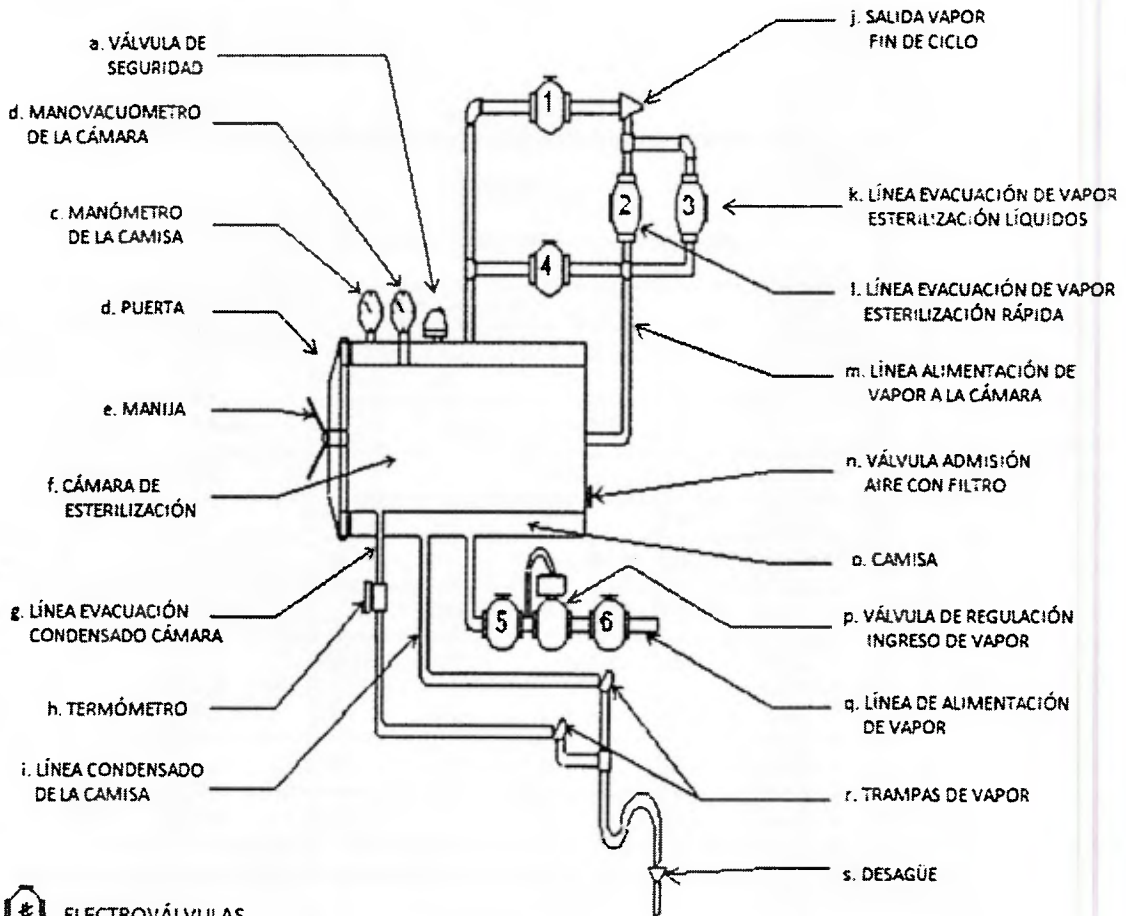 a. VÁLVULA DE
SEGURIDAD
d. MANOVACUOMETRO
DE LA CÁMARA
c. MANÓMETRO
DE LA CAMISA
d. PUERTA
e. MANIJA
f. CÁMARA DE
ESTERILIZACIÓN
g. LÍNEA EVACUACIÓN
CONDENSADO CÁMARA
h. TERMÓMETRO
i. LÍNEA CONDENSADO
DE LA CAMISA
1
2
3
4
5
6
j. SALIDA VAPOR
FIN DE CICLO
k. LÍNEA EVACUACIÓN DE VAPOR
ESTERILIZACIÓN LÍQUIDOS
l. LÍNEA EVACUACIÓN DE VAPOR
ESTERILIZACIÓN RÁPIDA
m. LÍNEA ALIMENTACIÓN DE
VAPOR A LA CÁMARA
n. VÁLVULA ADMISIÓN
AIRE CON FILTRO
o. CAMISA
p. VÁLVULA DE REGULACIÓN
INGRESO DE VAPOR
q. LÍNEA DE ALIMENTACIÓN
DE VAPOR
r. TRAMPAS DE VAPOR
s. DESAGÜE
# ELECTROVÁLVULAS